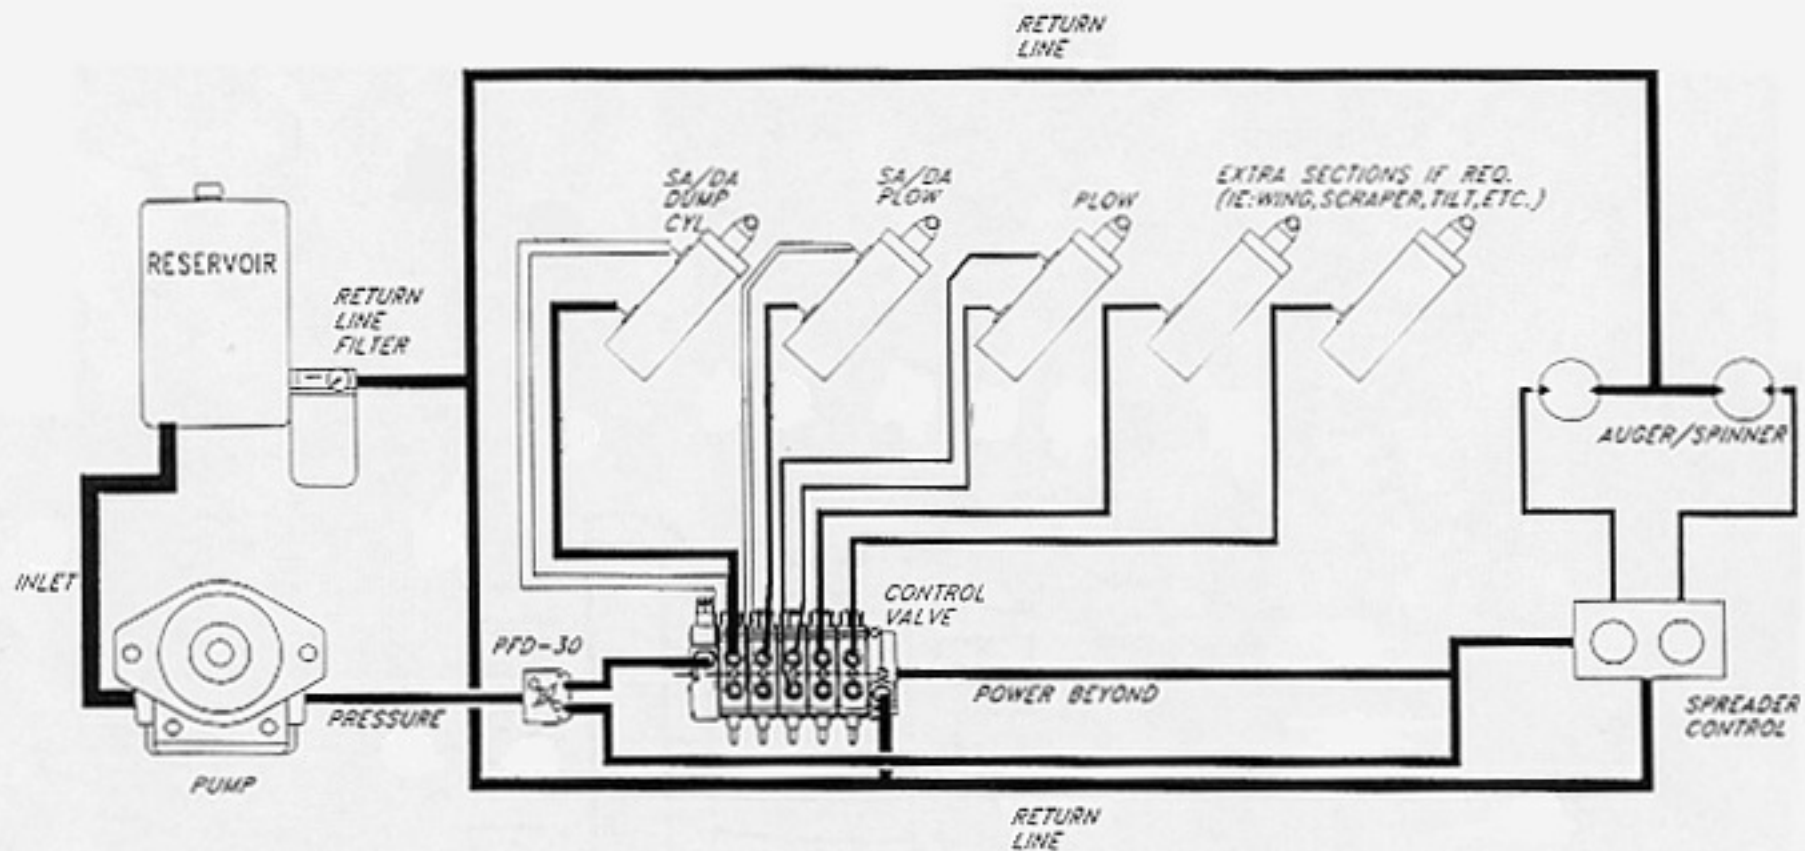 RETURN
LINE
SA/DA
DUMP
CYL
SA/DA
PLOW
PLOW
EXTRA SECTIONS IF REQ.
(IE:WING,SCRAPER,TILT,ETC.)
RESERVOIR
RETURN
LINE
FILTER
AUGER/SPINNER
INLET
CONTROL
VALVE
PFD-30
PRESSURE
POWER BEYOND
SPREADER
CONTROL
PUMP
RETURN
LINE